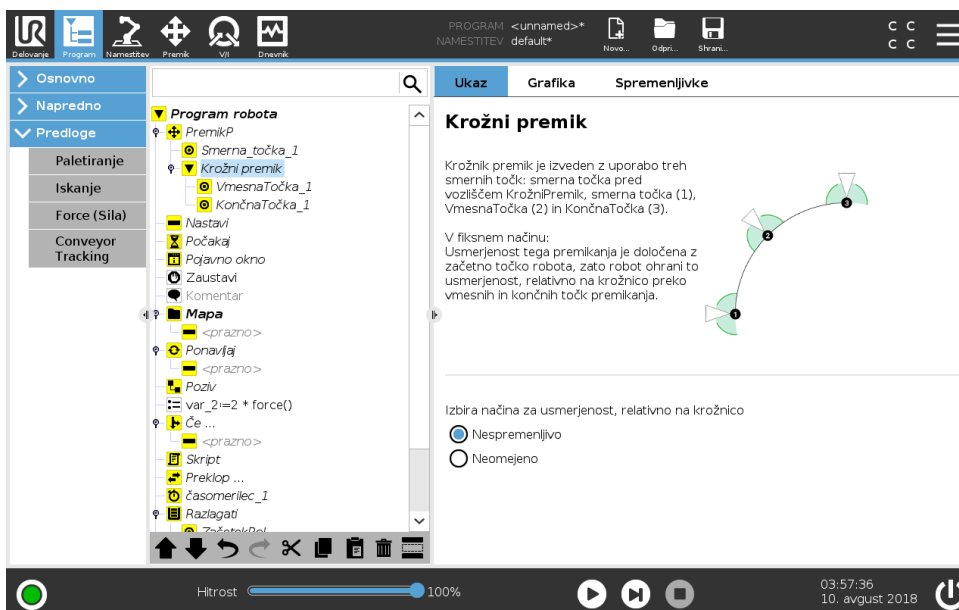 PROGRAM <unnamed>*
NAMESTITEV default*
Delovanje
Program
Namestitev
Premik
V/I
Dnevnik
Novo...
Odpri...
Shrani...
C C
C C
Osnovno
Napredno
Predloge
Paletiranje
Iskanje
Force (Sila)
Conveyor
Tracking
Program robota
PremikP
Smerna_točka_1
Krožni premik
VmesnaTočka_1
KončnaTočka_1
Nastavi
Počakaj
Pojavno okno
Zaustavi
Komentar
Mapa
<prazno>
Ponavljaj
<prazno>
Poziv
var_2:=2 * force()
Če ...
<prazno>
Skript
Preklop ...
časomerilec_1
Razlagati
ZačetekPol
Ukaz
Grafika
Spremenljivke
Krožni premik
Krožnik premik je izveden z uporabo treh
smernih točk: smerna točka pred
vozliščem KrožniPremik, smerna točka (1),
VmesnaTočka (2) in KončnaTočka (3).
V fiksnem načinu:
Usmerjenost tega premikanja je določena z
začetno točko robota, zato robot ohrani to
usmerjenost, relativno na krožnico preko
vmesnih in končnih točk premikanja.
3
2
1
Izbira načina za usmerjenost, relativno na krožnico
Nespremenljivo
Neomejeno
Hitrost
100%
03:57:36
10. avgust 2018